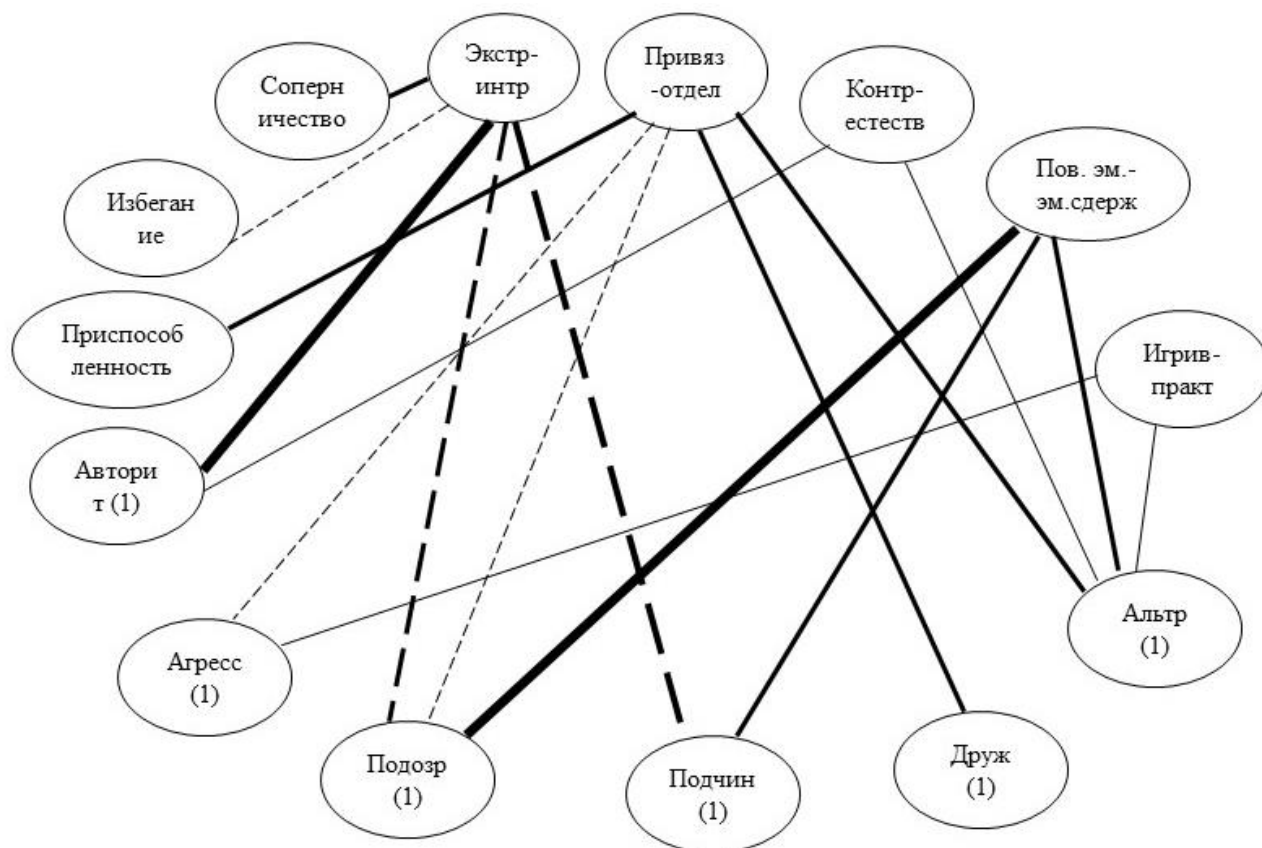 Экстр-
интр
Привяз
-отдел
Соперн
ичество
Контр-
естеств
Пов. эм.-
эм.сдерж
Избеган
ие
Приспособ
ленность
Игрив-
практ
Автори
т (1)
Альтр
(1)
Агресс
(1)
Подозр
(1)
Подчин
(1)
Друж
(1)